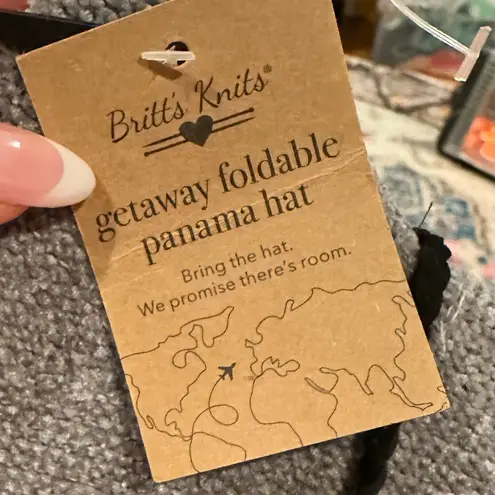 Britt's Knits®
getaway foldable
panama hat
Bring the hat.
We promise there's room.